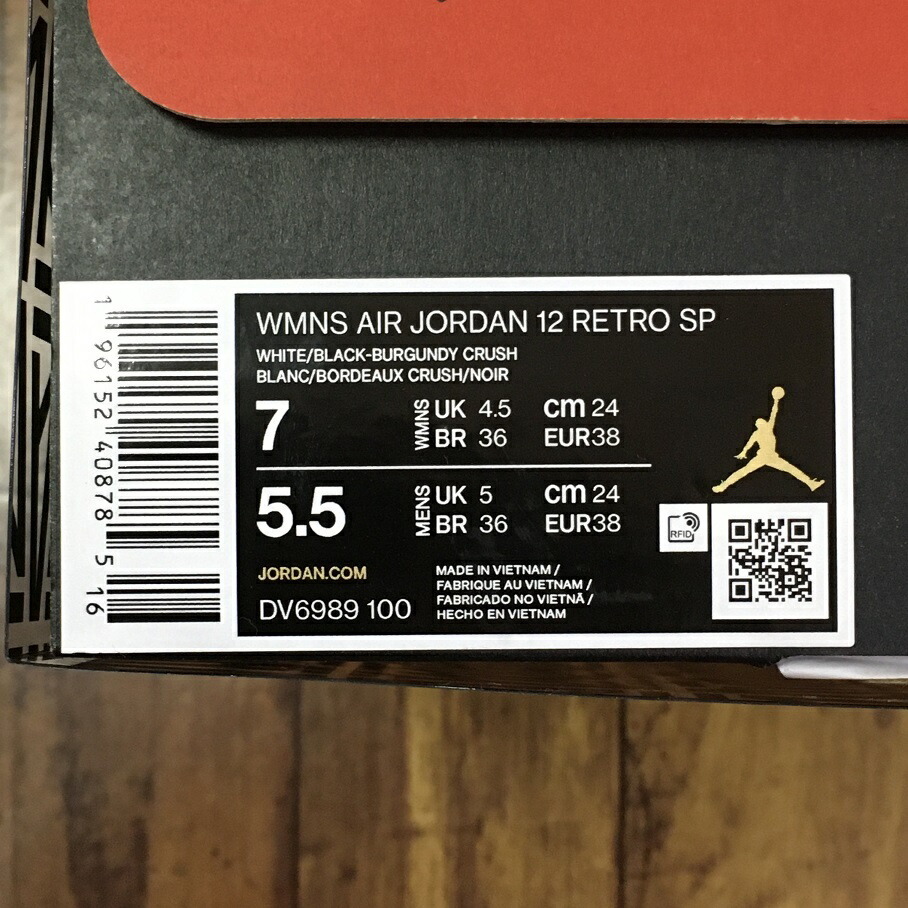 WMNS AIR JORDAN 12 RETRO SP
WHITE/BLACK-BURGUNDY CRUSH
BLANC/BORDEAUX CRUSH/NOIR
7 WMNS UK 4.5 cm 24
BR 36 EUR38
5.5 MENS UK 5 cm 24
BR 36 EUR38
RFID
JORDAN.COM
DV6989 100
MADE IN VIETNAM /
FABRIQUE AU VIETNAM /
FABRICADO NO VIETNÃ /
HECHO EN VIETNAM
1 96152 40878 5 16